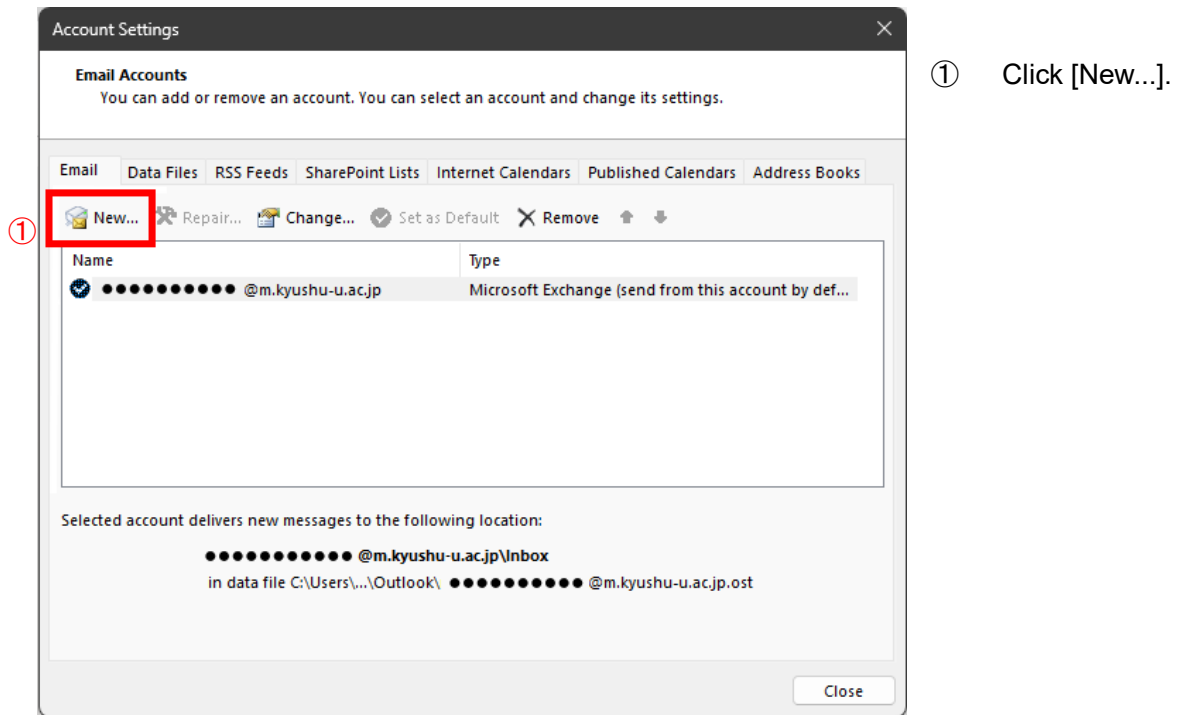 Account Settings
Email Accounts
You can add or remove an account. You can select an account and change its settings.
① Click [New...].
Email Data Files RSS Feeds SharePoint Lists Internet Calendars Published Calendars Address Books
① New... Repair... Change... Set as Default Remove
Name Type
●●●●●●●●●● @m.kyushu-u.ac.jp Microsoft Exchange (send from this account by def...
Selected account delivers new messages to the following location:
●●●●●●●●●●● @m.kyushu-u.ac.jp\Inbox
in data file C:\Users\...\Outlook\ ●●●●●●●●●● @m.kyushu-u.ac.jp.ost
Close